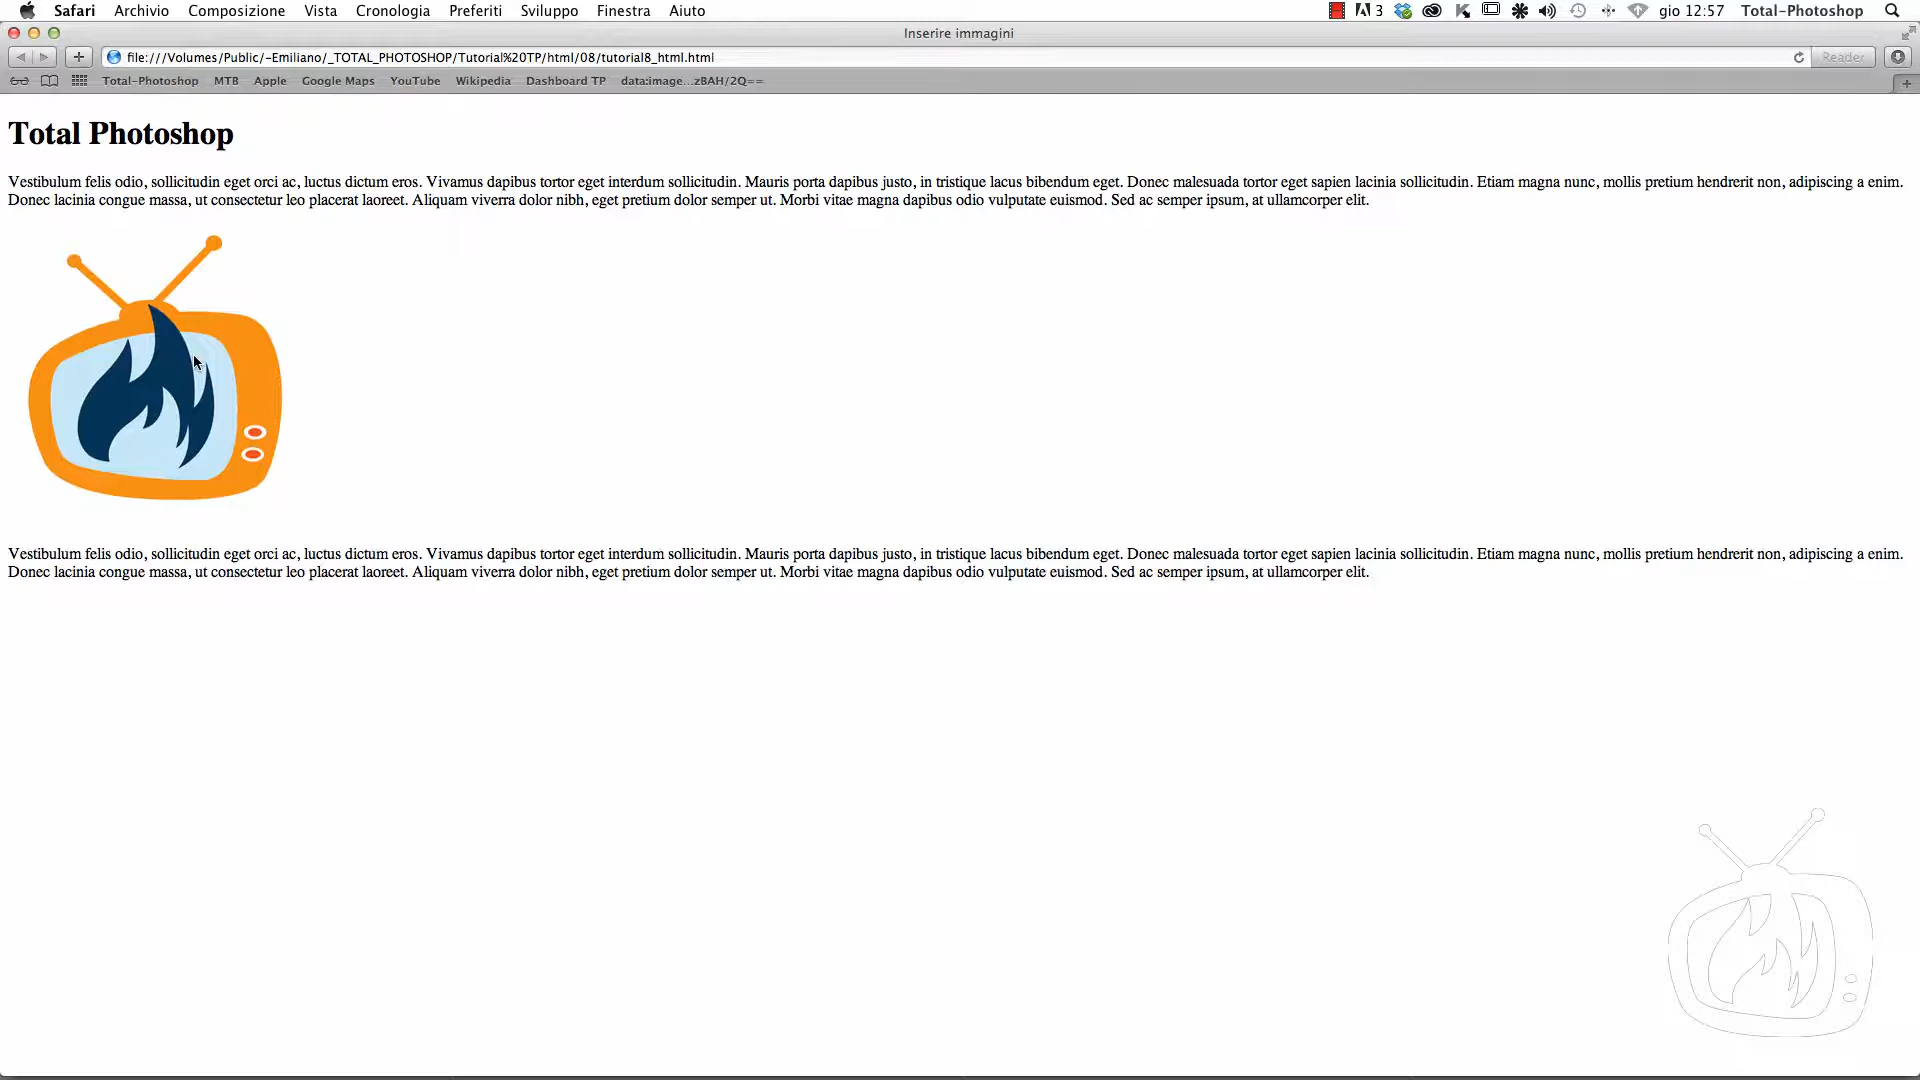 Safari Archivio Composizione Vista Cronologia Preferiti Sviluppo Finestra Aiuto 3 gio 12:57 Total-Photoshop
Inserire immagini
file:///Volumes/Public/-Emiliano/_TOTAL_PHOTOSHOP/Tutorial%20TP/html/08/tutorial8_html.html Reader
Total-Photoshop MTB Apple Google Maps YouTube Wikipedia Dashboard TP data:image...zBAH/2Q==
Total Photoshop
Vestibulum felis odio, sollicitudin eget orci ac, luctus dictum eros. Vivamus dapibus tortor eget interdum sollicitudin. Mauris porta dapibus justo, in tristique lacus bibendum eget. Donec malesuada tortor eget sapien lacinia sollicitudin. Etiam magna nunc, mollis pretium hendrerit non, adipiscing a enim.
Donec lacinia congue massa, ut consectetur leo placerat laoreet. Aliquam viverra dolor nibh, eget pretium dolor semper ut. Morbi vitae magna dapibus odio vulputate euismod. Sed ac semper ipsum, at ullamcorper elit.
Vestibulum felis odio, sollicitudin eget orci ac, luctus dictum eros. Vivamus dapibus tortor eget interdum sollicitudin. Mauris porta dapibus justo, in tristique lacus bibendum eget. Donec malesuada tortor eget sapien lacinia sollicitudin. Etiam magna nunc, mollis pretium hendrerit non, adipiscing a enim.
Donec lacinia congue massa, ut consectetur leo placerat laoreet. Aliquam viverra dolor nibh, eget pretium dolor semper ut. Morbi vitae magna dapibus odio vulputate euismod. Sed ac semper ipsum, at ullamcorper elit.